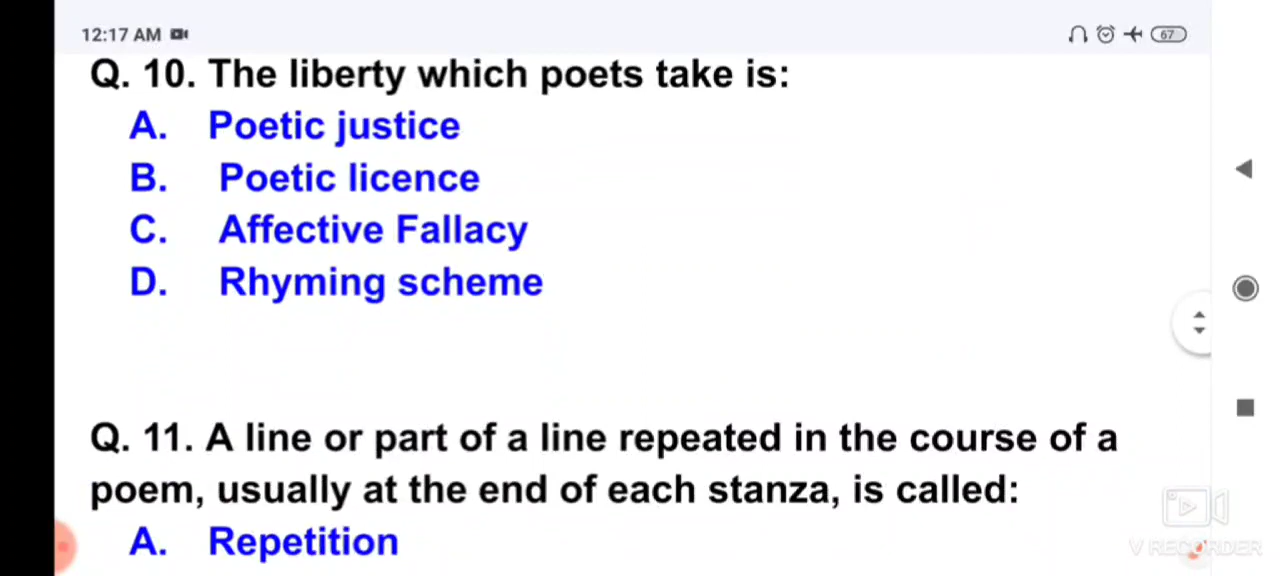 12:17 AM
67
Q. 10. The liberty which poets take is:
A. Poetic justice
B. Poetic licence
C. Affective Fallacy
D. Rhyming scheme
Q. 11. A line or part of a line repeated in the course of a
poem, usually at the end of each stanza, is called:
A. Repetition
V RECORDER